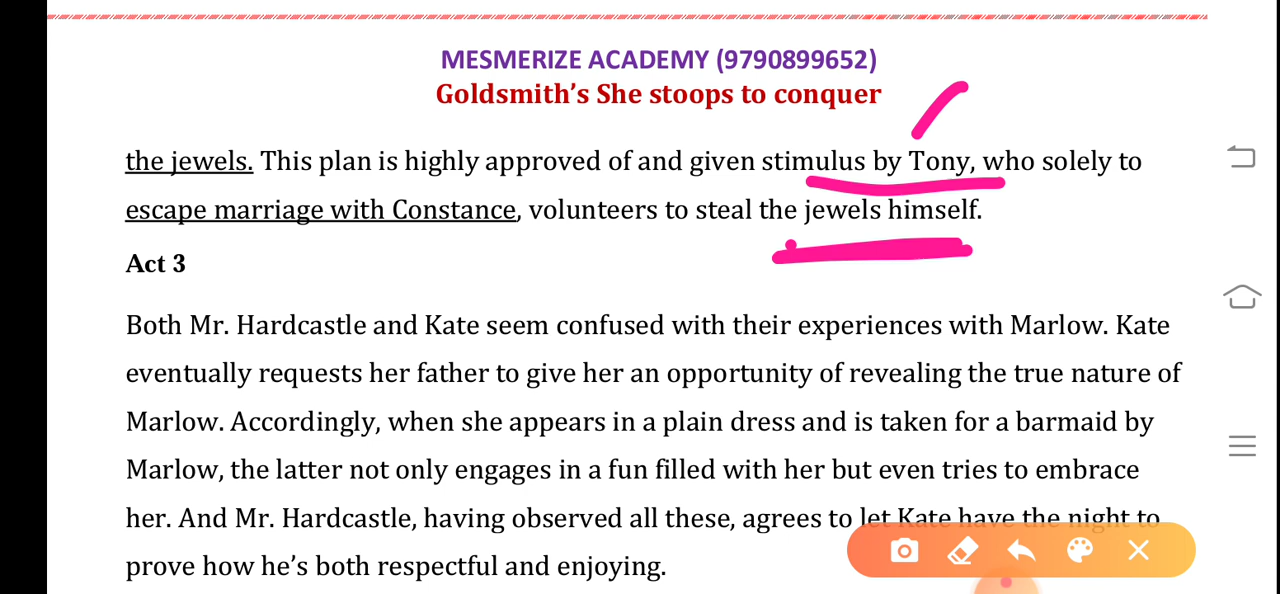 MESMERIZE ACADEMY (9790899652)
Goldsmith’s She stoops to conquer
the jewels. This plan is highly approved of and given stimulus by Tony, who solely to
escape marriage with Constance, volunteers to steal the jewels himself.
Act 3
Both Mr. Hardcastle and Kate seem confused with their experiences with Marlow. Kate
eventually requests her father to give her an opportunity of revealing the true nature of
Marlow. Accordingly, when she appears in a plain dress and is taken for a barmaid by
Marlow, the latter not only engages in a fun filled with her but even tries to embrace
her. And Mr. Hardcastle, having observed all these, agrees to let Kate have the night to
prove how he’s both respectful and enjoying.